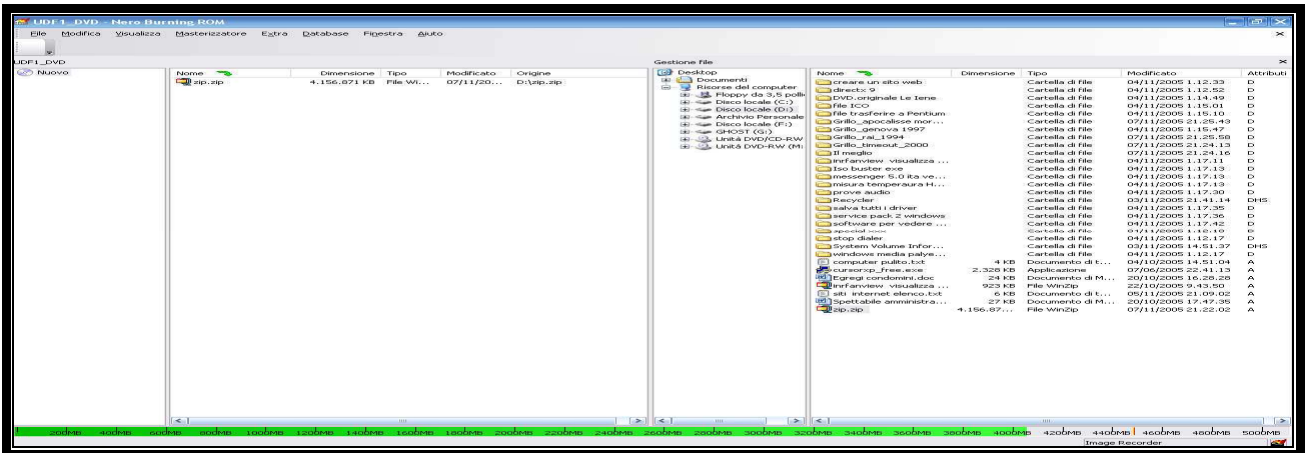 UDF1_DVD - Nero Burning ROM
File Modifica Visualizza Masterizzatore Extra Database Finestra Aiuto
UDF1_DVD
Nuovo
Nome Dimensione Tipo Modificato Origine
zip.zip 4.156.871 KB File Wi... 07/11/20... D:\zip.zip
Gestione file
Desktop
Documenti
Risorse del computer
Floppy da 3,5 polli
Disco locale (C:)
Disco locale (D:)
Archivio Personale
Disco locale (F:)
GHOST (G:)
Unità DVD/CD-RW
Unità DVD-RW (M:
Nome Dimensione Tipo Modificato Attributi
creare un sito web Cartella di file 04/11/2005 1.12.33 D
directx 9 Cartella di file 04/11/2005 1.12.52 D
DVD.originale Le Iene Cartella di file 04/11/2005 1.14.49 D
file ICO Cartella di file 04/11/2005 1.15.01 D
file trasferire a Pentium Cartella di file 04/11/2005 1.15.10 D
Grillo_apocalisse mor... Cartella di file 07/11/2005 21.25.43 D
Grillo_genova 1997 Cartella di file 04/11/2005 1.15.47 D
Grillo_rai_1994 Cartella di file 07/11/2005 21.25.58 D
Grillo_timeout_2000 Cartella di file 07/11/2005 21.24.13 D
Il meglio Cartella di file 07/11/2005 21.24.16 D
inrfanview visualizza ... Cartella di file 04/11/2005 1.17.11 D
Iso buster exe Cartella di file 04/11/2005 1.17.13 D
messenger 5.0 ita ve... Cartella di file 04/11/2005 1.17.13 D
misura temperaura H... Cartella di file 04/11/2005 1.17.13 D
prove audio Cartella di file 04/11/2005 1.17.30 D
Recycler Cartella di file 03/11/2005 21.41.14 DHS
salva tutti i driver Cartella di file 04/11/2005 1.17.35 D
service pack 2 windows Cartella di file 04/11/2005 1.17.36 D
software per vedere ... Cartella di file 04/11/2005 1.17.42 D
special xxx Cartella di file 04/11/2005 1.12.10 D
stop dialer Cartella di file 04/11/2005 1.12.17 D
System Volume Infor... Cartella di file 03/11/2005 14.51.37 DHS
windows media palye... Cartella di file 04/11/2005 1.12.17 D
computer pulito.txt 4 KB Documento di t... 04/10/2005 14.51.04 A
cursorxp_free.exe 2.328 KB Applicazione 07/06/2005 22.41.13 A
Egregi condomini.doc 24 KB Documento di M... 20/10/2005 16.28.28 A
inrfanview visualizza ... 923 KB File WinZip 22/10/2005 9.43.50 A
siti internet elenco.txt 6 KB Documento di t... 05/11/2005 21.09.02 A
Spettabile amministra... 27 KB Documento di M... 20/10/2005 17.47.35 A
zip.zip 4.156.87... File WinZip 07/11/2005 21.22.02 A
200MB 400MB 600MB 800MB 1000MB 1200MB 1400MB 1600MB 1800MB 2000MB 2200MB 2400MB 2600MB 2800MB 3000MB 3200MB 3400MB 3600MB 3800MB 4000MB 4200MB 4400MB 4600MB 4800MB 5000MB
Image Recorder